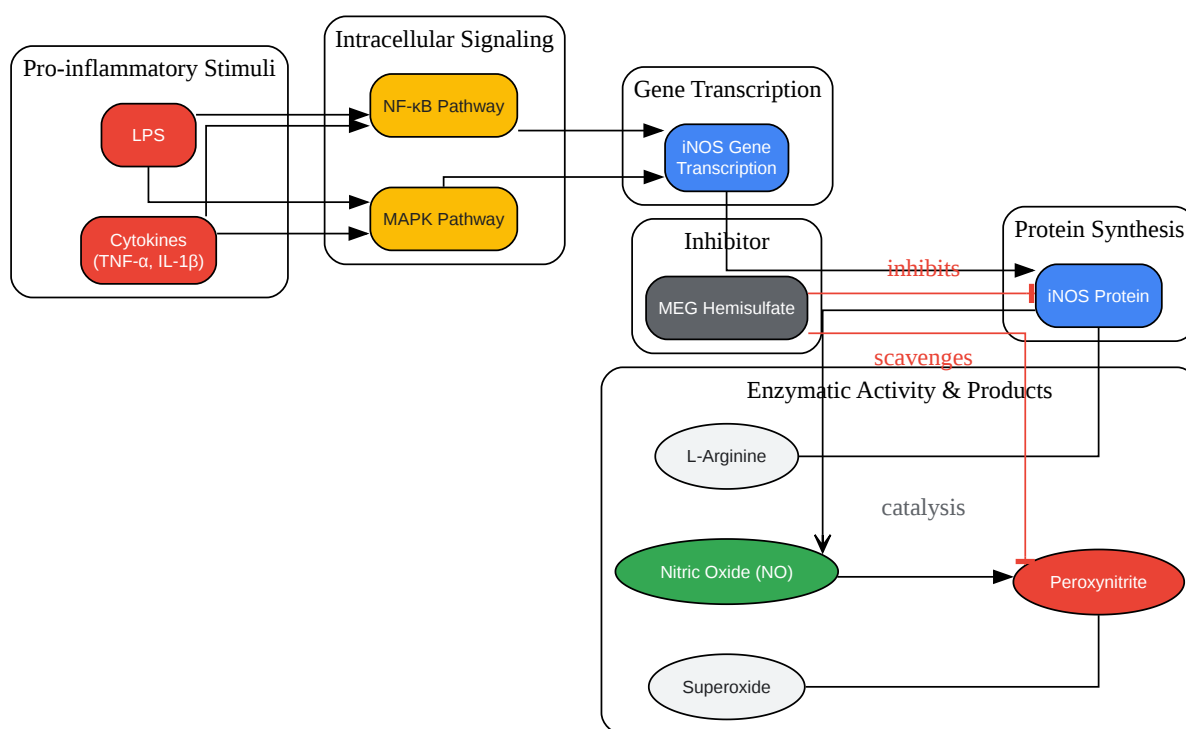 Pro-inflammatory Stimuli
LPS
Cytokines
(TNF-α, IL-1β)
Intracellular Signaling
NF-κB Pathway
MAPK Pathway
Gene Transcription
iNOS Gene
Transcription
Inhibitor
MEG Hemisulfate
inhibits
scavenges
Protein Synthesis
iNOS Protein
Enzymatic Activity & Products
L-Arginine
catalysis
Nitric Oxide (NO)
Peroxynitrite
Superoxide